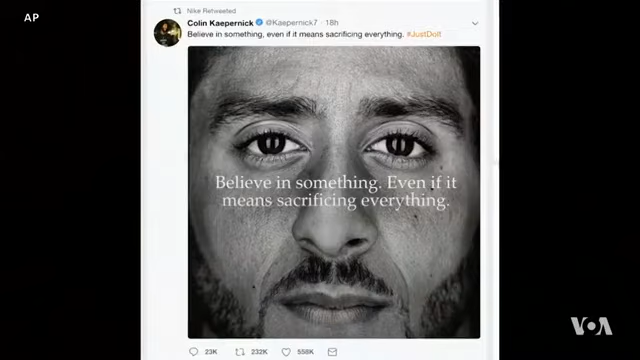 AP
Nike Retweeted
Colin Kaepernick @Kaepernick7 · 18h
Believe in something, even if it means sacrificing everything. #JustDoIt
Believe in something. Even if it
means sacrificing everything.
23K 232K 558K
VOA